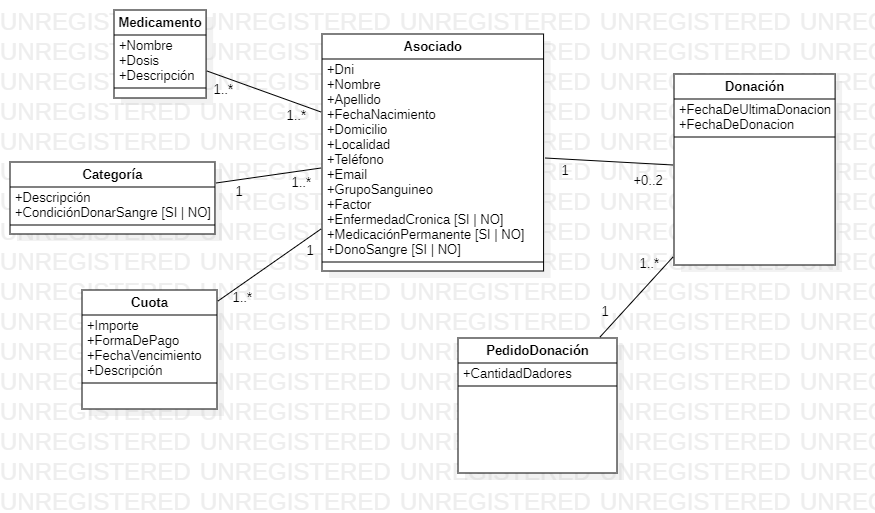 Medicamento
+Nombre
+Dosis
+Descripción
1..*
1..*
Asociado
+Dni
+Nombre
+Apellido
+FechaNacimiento
+Domicilio
+Localidad
+Teléfono
+Email
+GrupoSanguineo
+Factor
+EnfermedadCronica [SI | NO]
+MedicaciónPermanente [SI | NO]
+DonoSangre [SI | NO]
Donación
+FechaDeUltimaDonacion
+FechaDeDonacion
1
+0..2
Categoría
+Descripción
+CondiciónDonarSangre [SI | NO]
1
1..*
1
1..*
Cuota
+Importe
+FormaDePago
+FechaVencimiento
+Descripción
1..*
1
PedidoDonación
+CantidadDadores
UNREGISTERED UNREGISTERED UNREGISTERED UNREGISTERED